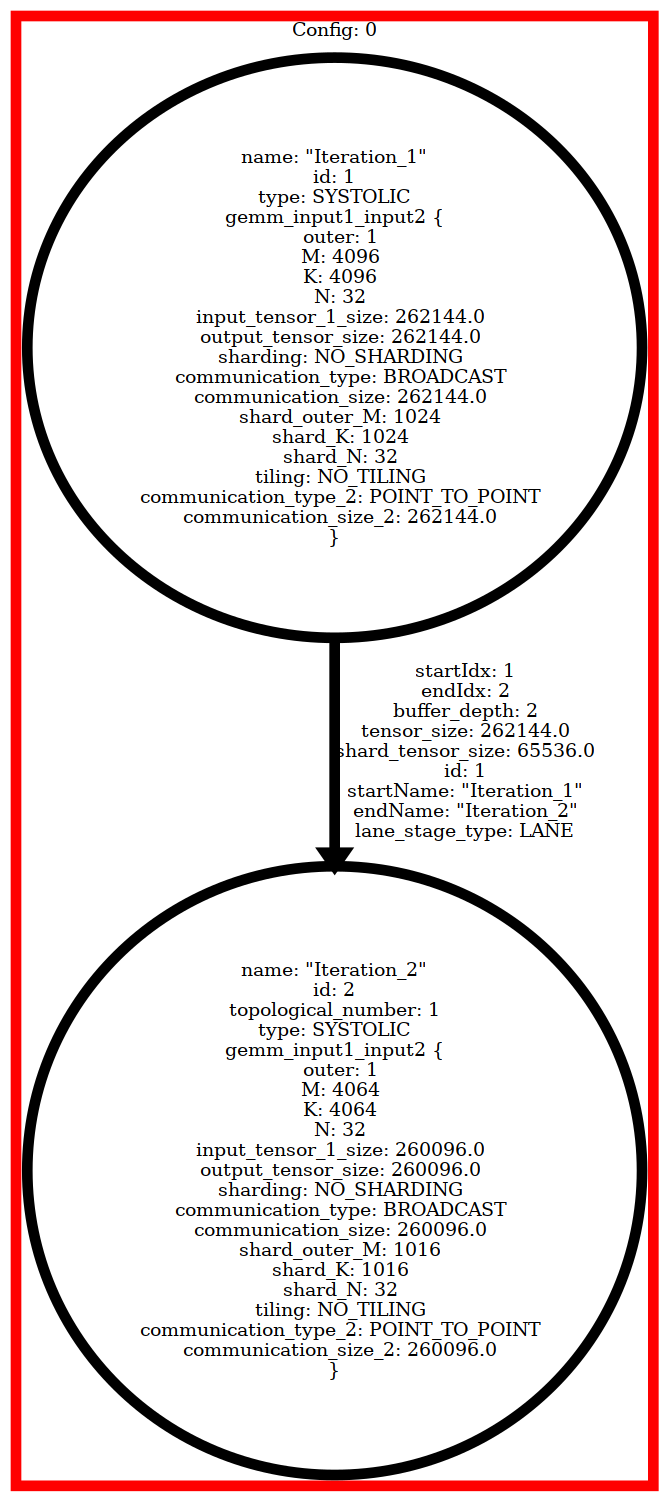 Config: 0
name: "Iteration_1"
id: 1
type: SYSTOLIC
gemm_input1_input2 {
outer: 1
M: 4096
K: 4096
N: 32
input_tensor_1_size: 262144.0
output_tensor_size: 262144.0
sharding: NO_SHARDING
communication_type: BROADCAST
communication_size: 262144.0
shard_outer_M: 1024
shard_K: 1024
shard_N: 32
tiling: NO_TILING
communication_type_2: POINT_TO_POINT
communication_size_2: 262144.0
}
startIdx: 1
endIdx: 2
buffer_depth: 2
tensor_size: 262144.0
shard_tensor_size: 65536.0
id: 1
startName: "Iteration_1"
endName: "Iteration_2"
lane_stage_type: LANE
name: "Iteration_2"
id: 2
topological_number: 1
type: SYSTOLIC
gemm_input1_input2 {
outer: 1
M: 4064
K: 4064
N: 32
input_tensor_1_size: 260096.0
output_tensor_size: 260096.0
sharding: NO_SHARDING
communication_type: BROADCAST
communication_size: 260096.0
shard_outer_M: 1016
shard_K: 1016
shard_N: 32
tiling: NO_TILING
communication_type_2: POINT_TO_POINT
communication_size_2: 260096.0
}